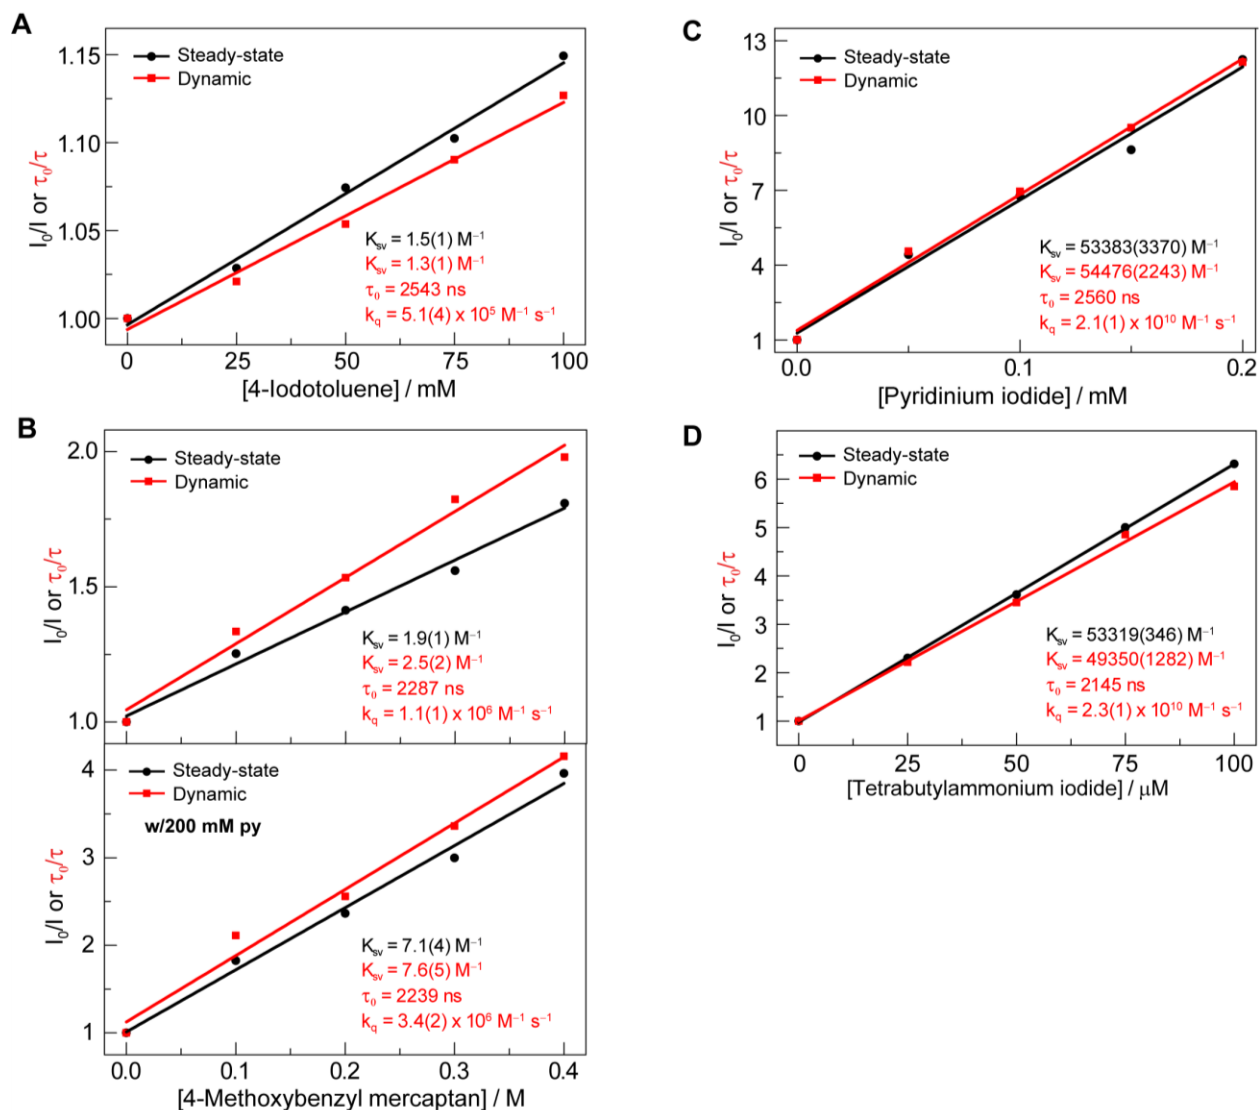 A
Steady-state
Dynamic
1.15
1.10
1.05
1.00
I₀/I or τ₀/τ
Kₛᵥ = 1.5(1) M⁻¹
Kₛᵥ = 1.3(1) M⁻¹
τ₀ = 2543 ns
k_q = 5.1(4) x 10⁵ M⁻¹ s⁻¹
0 25 50 75 100
[4-Iodotoluene] / mM
B
Steady-state
Dynamic
2.0
1.5
1.0
I₀/I or τ₀/τ
Kₛᵥ = 1.9(1) M⁻¹
Kₛᵥ = 2.5(2) M⁻¹
τ₀ = 2287 ns
k_q = 1.1(1) x 10⁶ M⁻¹ s⁻¹
Steady-state
Dynamic
w/200 mM py
4
3
2
1
I₀/I or τ₀/τ
Kₛᵥ = 7.1(4) M⁻¹
Kₛᵥ = 7.6(5) M⁻¹
τ₀ = 2239 ns
k_q = 3.4(2) x 10⁶ M⁻¹ s⁻¹
0.0 0.1 0.2 0.3 0.4
[4-Methoxybenzyl mercaptan] / M
C
Steady-state
Dynamic
13
10
7
4
1
I₀/I or τ₀/τ
Kₛᵥ = 53383(3370) M⁻¹
Kₛᵥ = 54476(2243) M⁻¹
τ₀ = 2560 ns
k_q = 2.1(1) x 10¹⁰ M⁻¹ s⁻¹
0.0 0.1 0.2
[Pyridinium iodide] / mM
D
Steady-state
Dynamic
6
5
4
3
2
1
I₀/I or τ₀/τ
Kₛᵥ = 53319(346) M⁻¹
Kₛᵥ = 49350(1282) M⁻¹
τ₀ = 2145 ns
k_q = 2.3(1) x 10¹⁰ M⁻¹ s⁻¹
0 25 50 75 100
[Tetrabutylammonium iodide] / μM